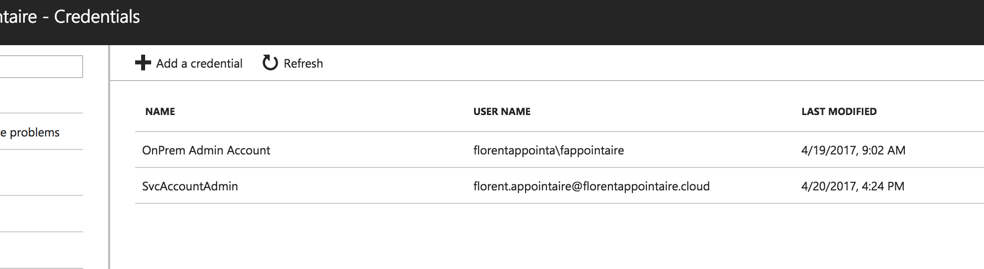 ntaire - Credentials
Add a credential Refresh
NAME USER NAME LAST MODIFIED
e problems
OnPrem Admin Account florentappointa\fappointaire 4/19/2017, 9:02 AM
SvcAccountAdmin florent.appointaire@florentappointaire.cloud 4/20/2017, 4:24 PM